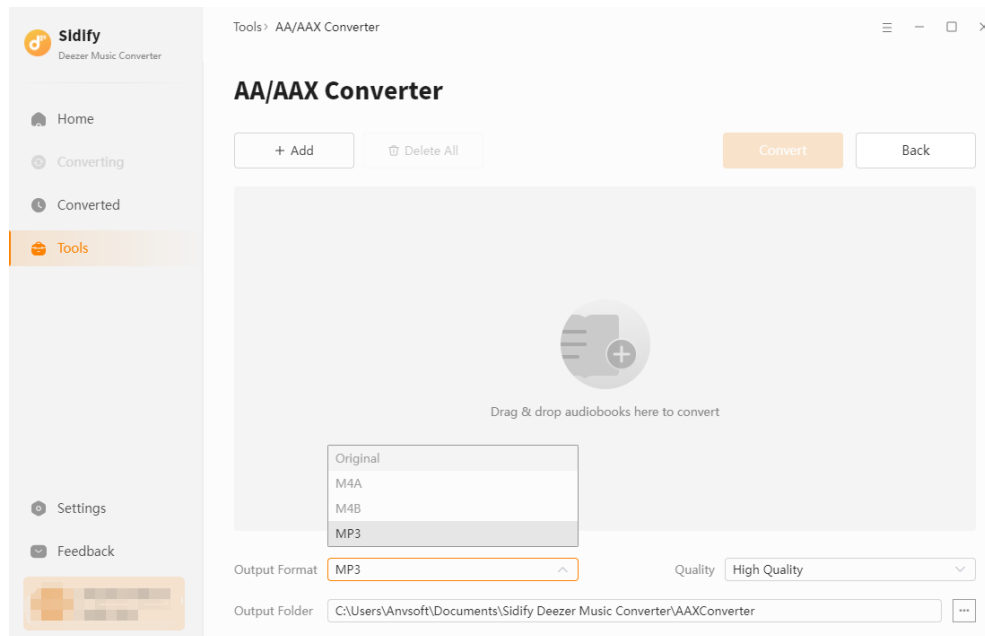 Sidify
Deezer Music Converter
Home
Converting
Converted
Tools
Settings
Feedback
Tools› AA/AAX Converter
AA/AAX Converter
+ Add
Delete All
Convert
Back
Drag & drop audiobooks here to convert
Original
M4A
M4B
MP3
Output Format MP3
Quality High Quality
Output Folder C:\Users\Anvsoft\Documents\Sidify Deezer Music Converter\AAXConverter